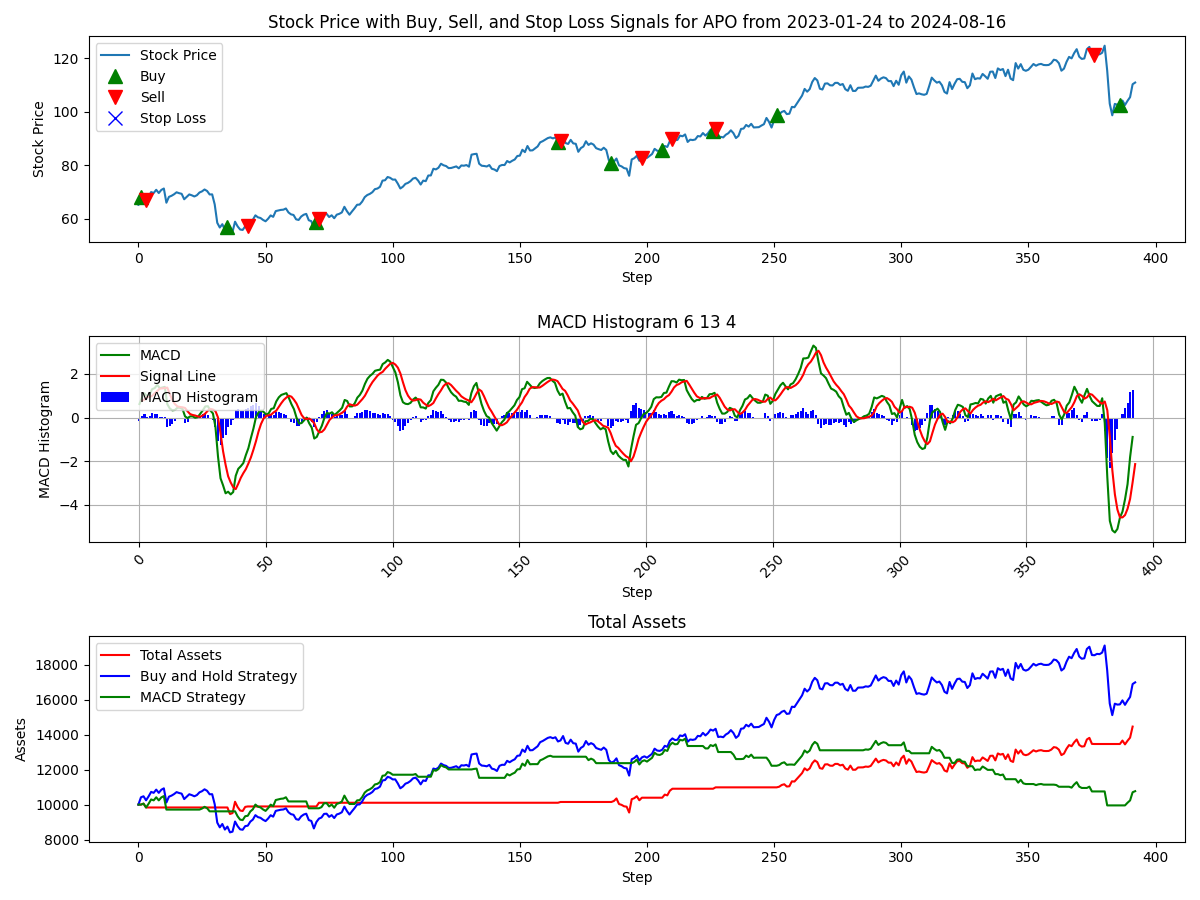 Stock Price with Buy, Sell, and Stop Loss Signals for APO from 2023-01-24 to 2024-08-16
Stock Price
Buy
Sell
Stop Loss
Stock Price
120
100
80
60
0 50 100 150 200 250 300 350 400
Step
MACD Histogram 6 13 4
MACD
Signal Line
MACD Histogram
MACD Histogram
2
0
−2
−4
0 50 100 150 200 250 300 350 400
Step
Total Assets
Total Assets
Buy and Hold Strategy
MACD Strategy
Assets
18000
16000
14000
12000
10000
8000
0 50 100 150 200 250 300 350 400
Step